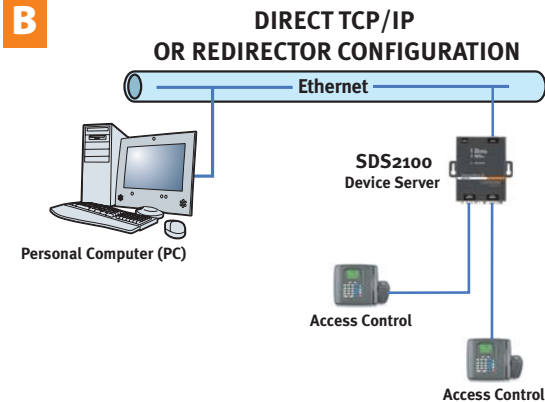 B
DIRECT TCP/IP
OR REDIRECTOR CONFIGURATION
Ethernet
SDS2100
Device Server
Personal Computer (PC)
Access Control
Access Control